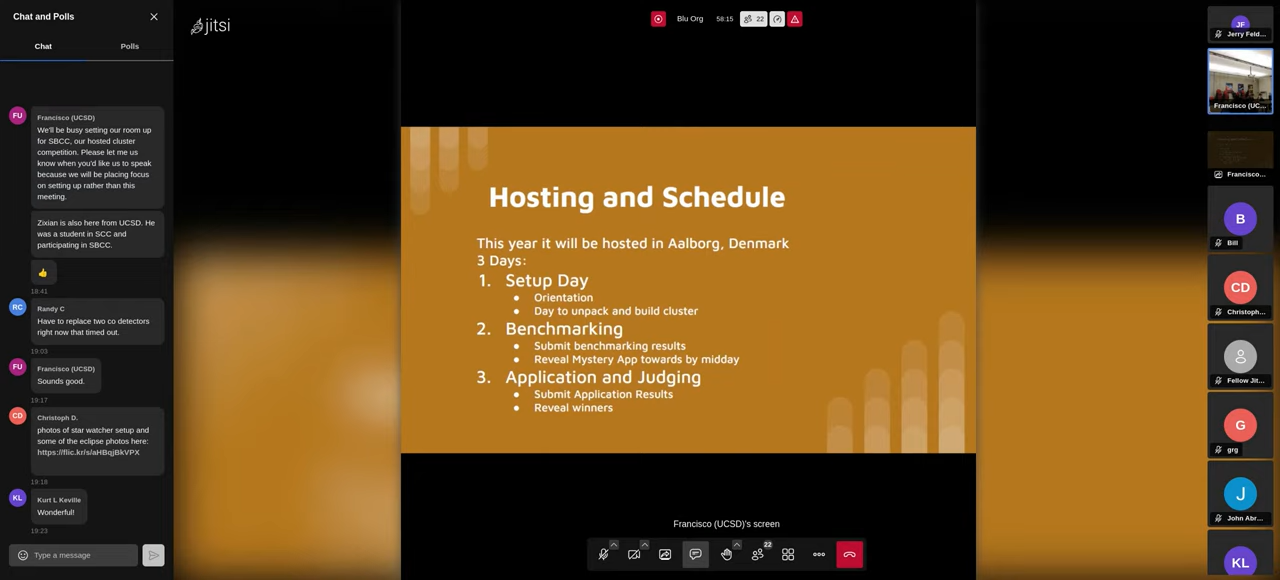 Chat and Polls
Chat
Polls
FU
Francisco (UCSD)
We'll be busy setting our room up
for SBCC, our hosted cluster
competition. Please let me us
know when you'd like us to speak
because we will be placing focus
on setting up rather than this
meeting.
Zixian is also here from UCSD. He
was a student in SCC and
participating in SBCC.
18:41
RC
Randy C
Have to replace two co detectors
right now that timed out.
19:03
FU
Francisco (UCSD)
Sounds good.
19:17
CD
Christoph D.
photos of star watcher setup and
some of the eclipse photos here:
https://flic.kr/s/aHBqjBkVPX
19:18
KL
Kurt L Keville
Wonderful!
19:23
Type a message
jitsi
Blu Org
58:15
22
Hosting and Schedule
This year it will be hosted in Aalborg, Denmark
3 Days:
1. Setup Day
● Orientation
● Day to unpack and build cluster
2. Benchmarking
● Submit benchmarking results
● Reveal Mystery App towards by midday
3. Application and Judging
● Submit Application Results
● Reveal winners
Francisco (UCSD)'s screen
22
JF
Jerry Feld...
Francisco (UC...
Francisco...
B
Bill
CD
Christoph...
Fellow Jit...
G
grg
J
John Abr...
KL